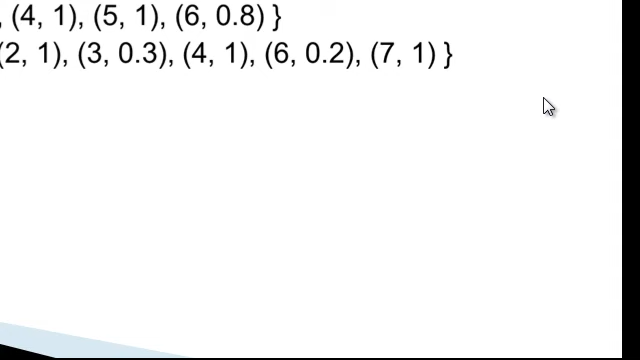 , (4, 1), (5, 1), (6, 0.8) }
(2, 1), (3, 0.3), (4, 1), (6, 0.2), (7, 1) }